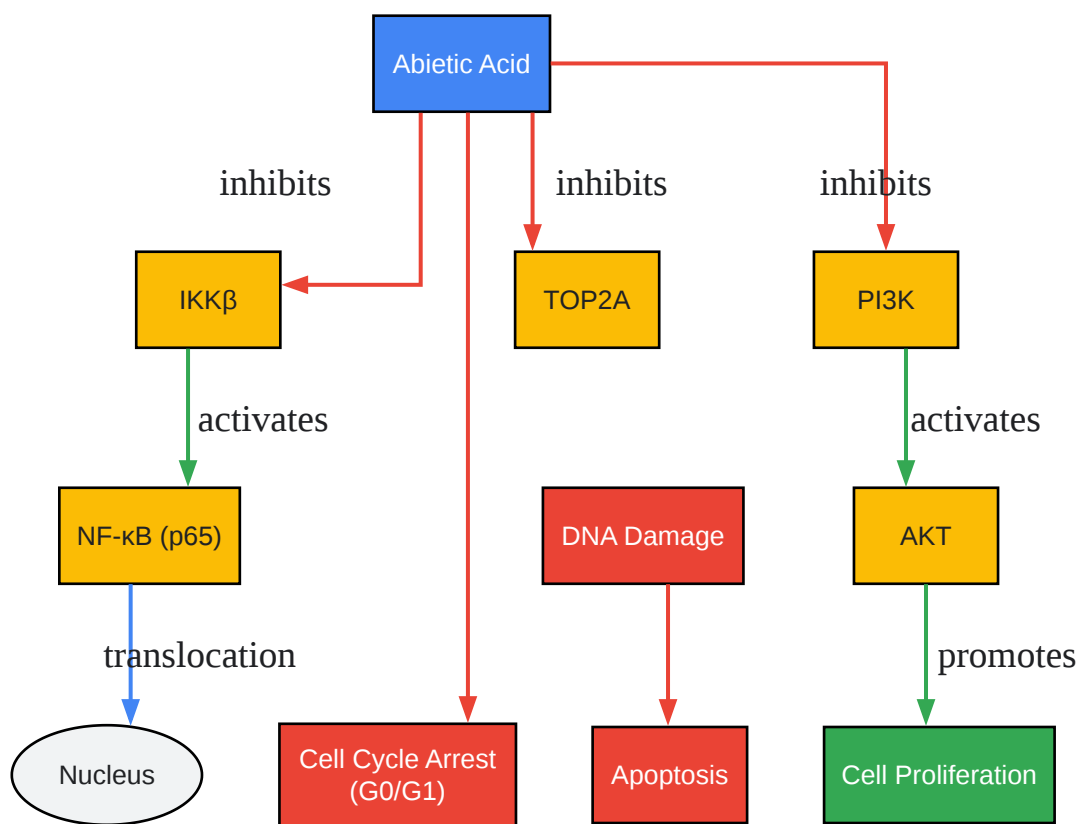 Abietic Acid
inhibits
inhibits
inhibits
IKKβ
TOP2A
PI3K
activates
activates
NF-κB (p65)
DNA Damage
AKT
translocation
promotes
Nucleus
Cell Cycle Arrest
(G0/G1)
Apoptosis
Cell Proliferation